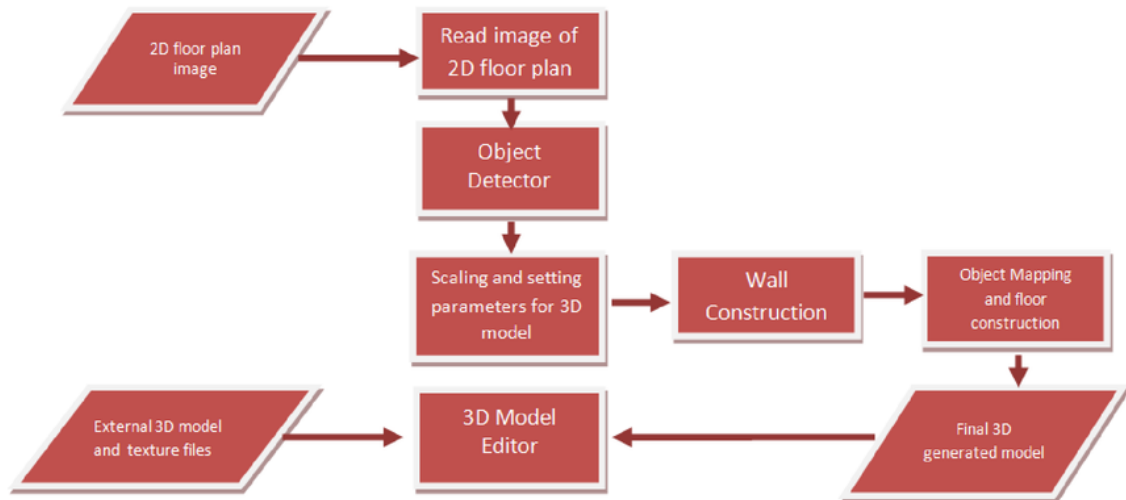 2D floor plan
image
Read image of
2D floor plan
Object
Detector
Scaling and setting
parameters for 3D
model
Wall
Construction
Object Mapping
and floor
construction
External 3D model
and texture files
3D Model
Editor
Final 3D
generated model